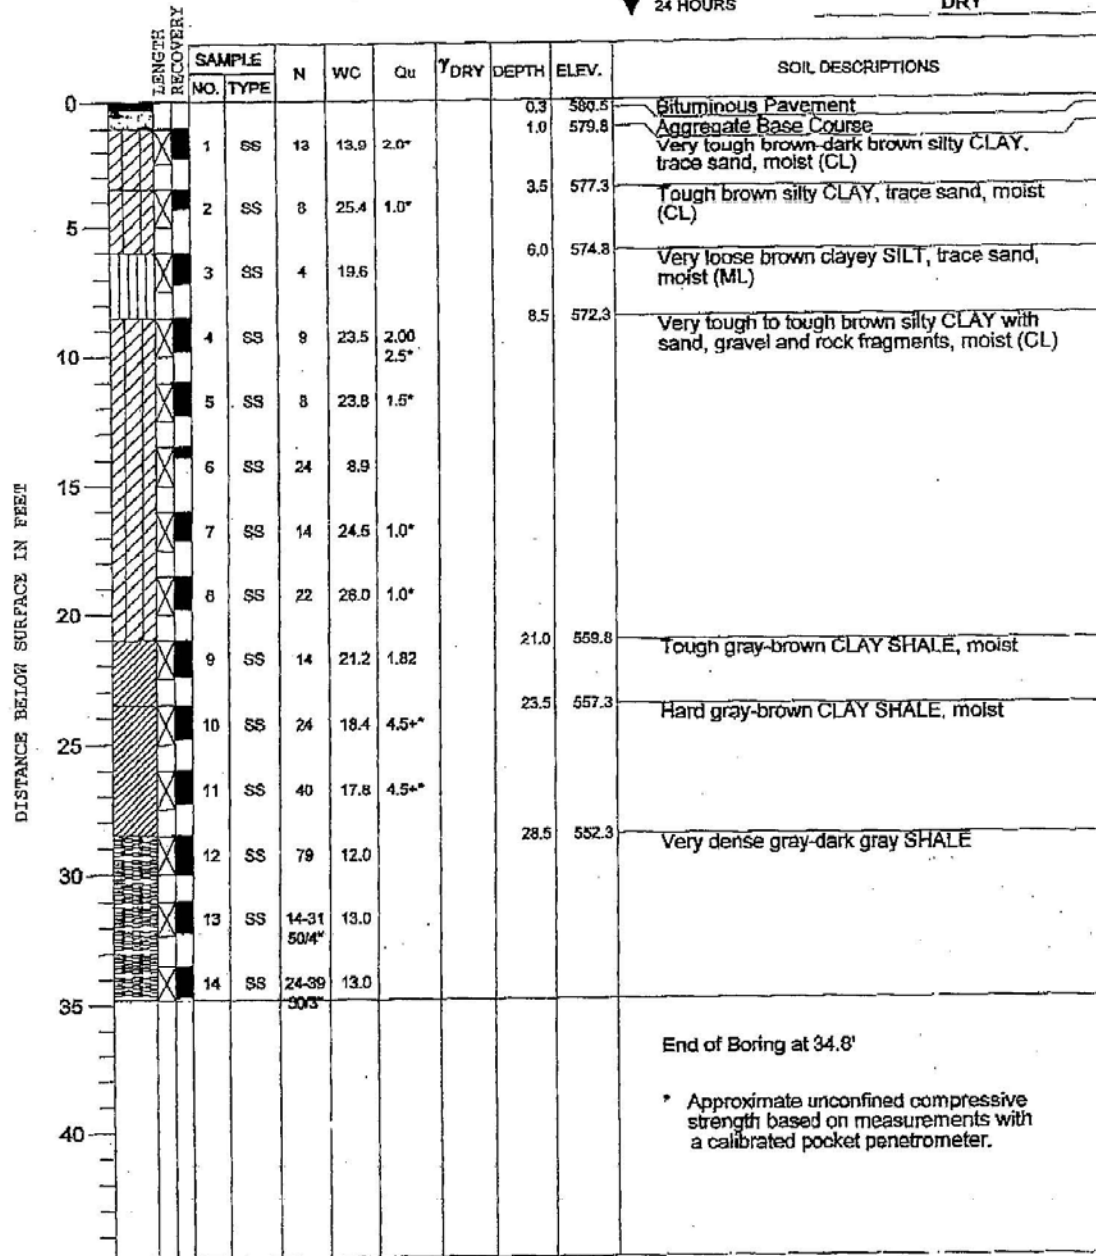 24 HOURS DRY
LENGTH
RECOVERY
SAMPLE
NO. TYPE N WC Qu γDRY DEPTH ELEV. SOIL DESCRIPTIONS
DISTANCE BELOW SURFACE IN FEET
0
0.3 580.5 Bituminous Pavement
1.0 579.8 Aggregate Base Course
1 SS 13 13.9 2.0* Very tough brown-dark brown silty CLAY,
trace sand, moist (CL)
3.5 577.3 Tough brown silty CLAY, trace sand, moist
2 SS 8 25.4 1.0* (CL)
5
6.0 574.8 Very loose brown clayey SILT, trace sand,
3 SS 4 19.6 moist (ML)
8.5 572.3 Very tough to tough brown silty CLAY with
4 SS 9 23.5 2.00 sand, gravel and rock fragments, moist (CL)
10 2.5*
5 SS 8 23.8 1.5*
6 SS 24 8.9
15
7 SS 14 24.5 1.0*
8 SS 22 26.0 1.0*
20
21.0 559.8 Tough gray-brown CLAY SHALE, moist
9 SS 14 21.2 1.82
23.5 557.3 Hard gray-brown CLAY SHALE, moist
10 SS 24 18.4 4.5+*
25
11 SS 40 17.8 4.5+*
28.5 552.3 Very dense gray-dark gray SHALE
12 SS 79 12.0
30
13 SS 14-31 13.0
50/4"
14 SS 24-39 13.0
50/3"
35
End of Boring at 34.8'
* Approximate unconfined compressive
strength based on measurements with
a calibrated pocket penetrometer.
40